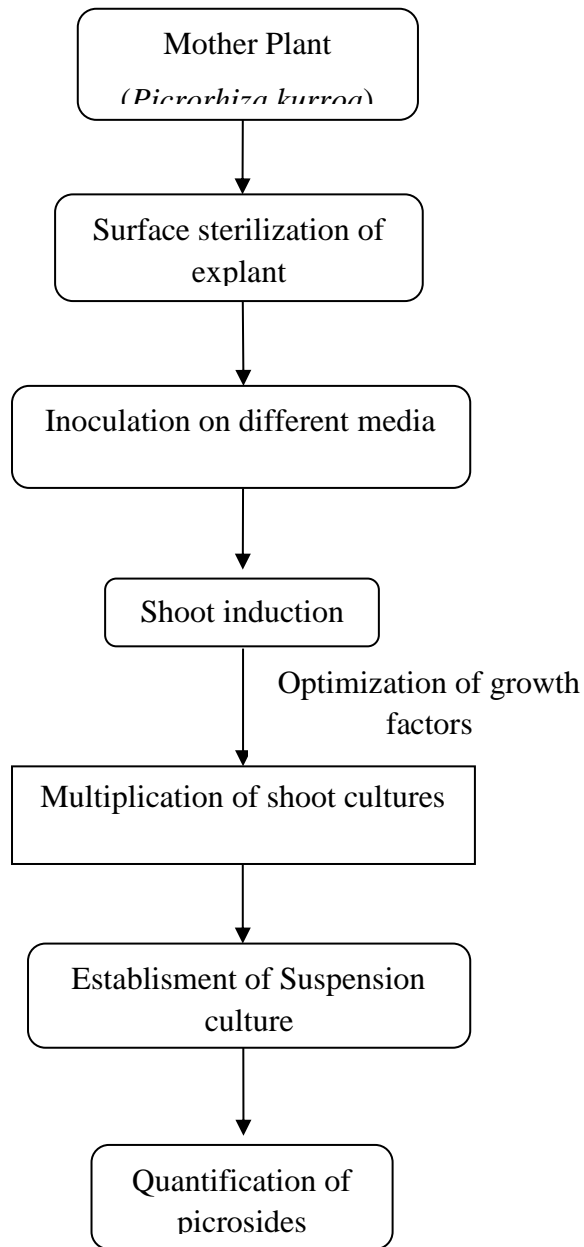 Mother Plant
(Picrorhiza kurroa)
Surface sterilization of
explant
Inoculation on different media
Shoot induction
Optimization of growth
factors
Multiplication of shoot cultures
Establisment of Suspension
culture
Quantification of
picrosides